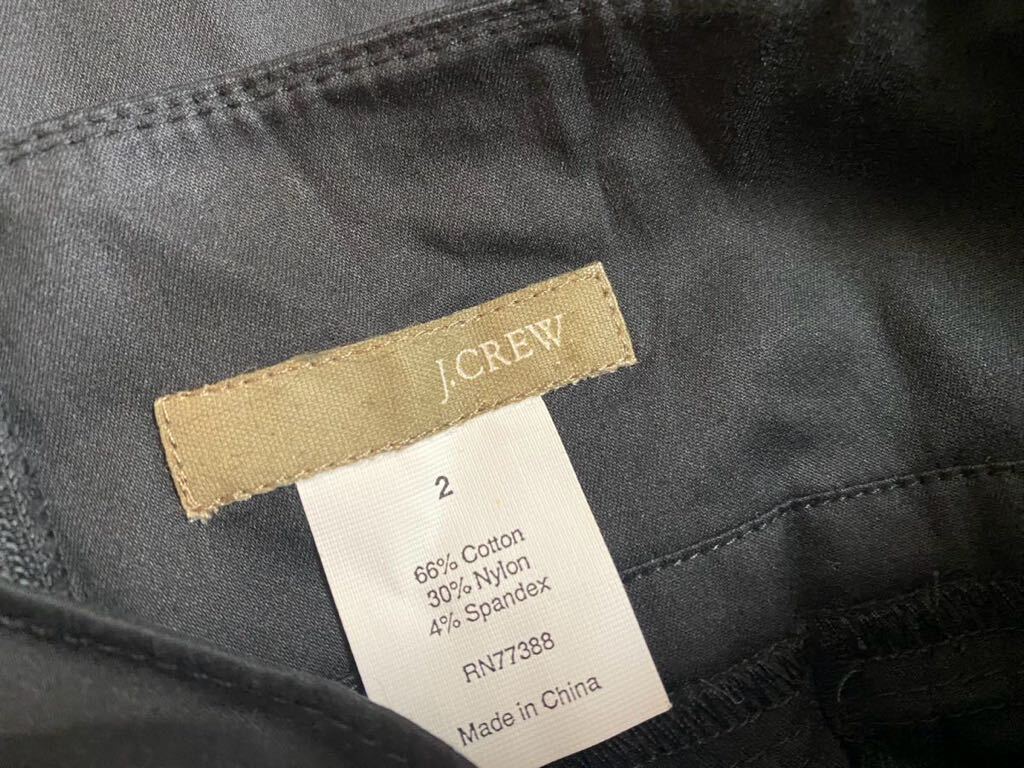 J.CREW
2
66% Cotton
30% Nylon
4% Spandex
RN77388
Made in China